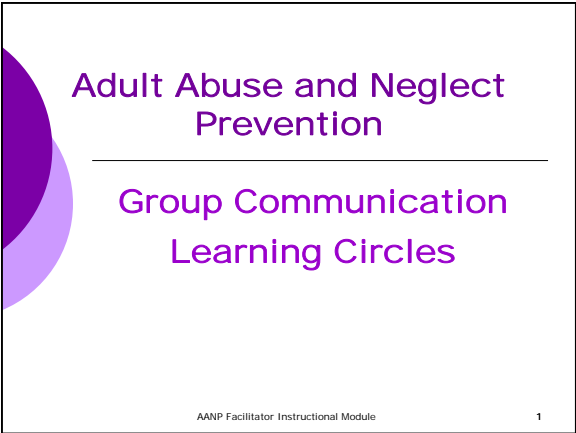 Adult Abuse and Neglect
Prevention
Group Communication
Learning Circles
AANP Facilitator Instructional Module
1